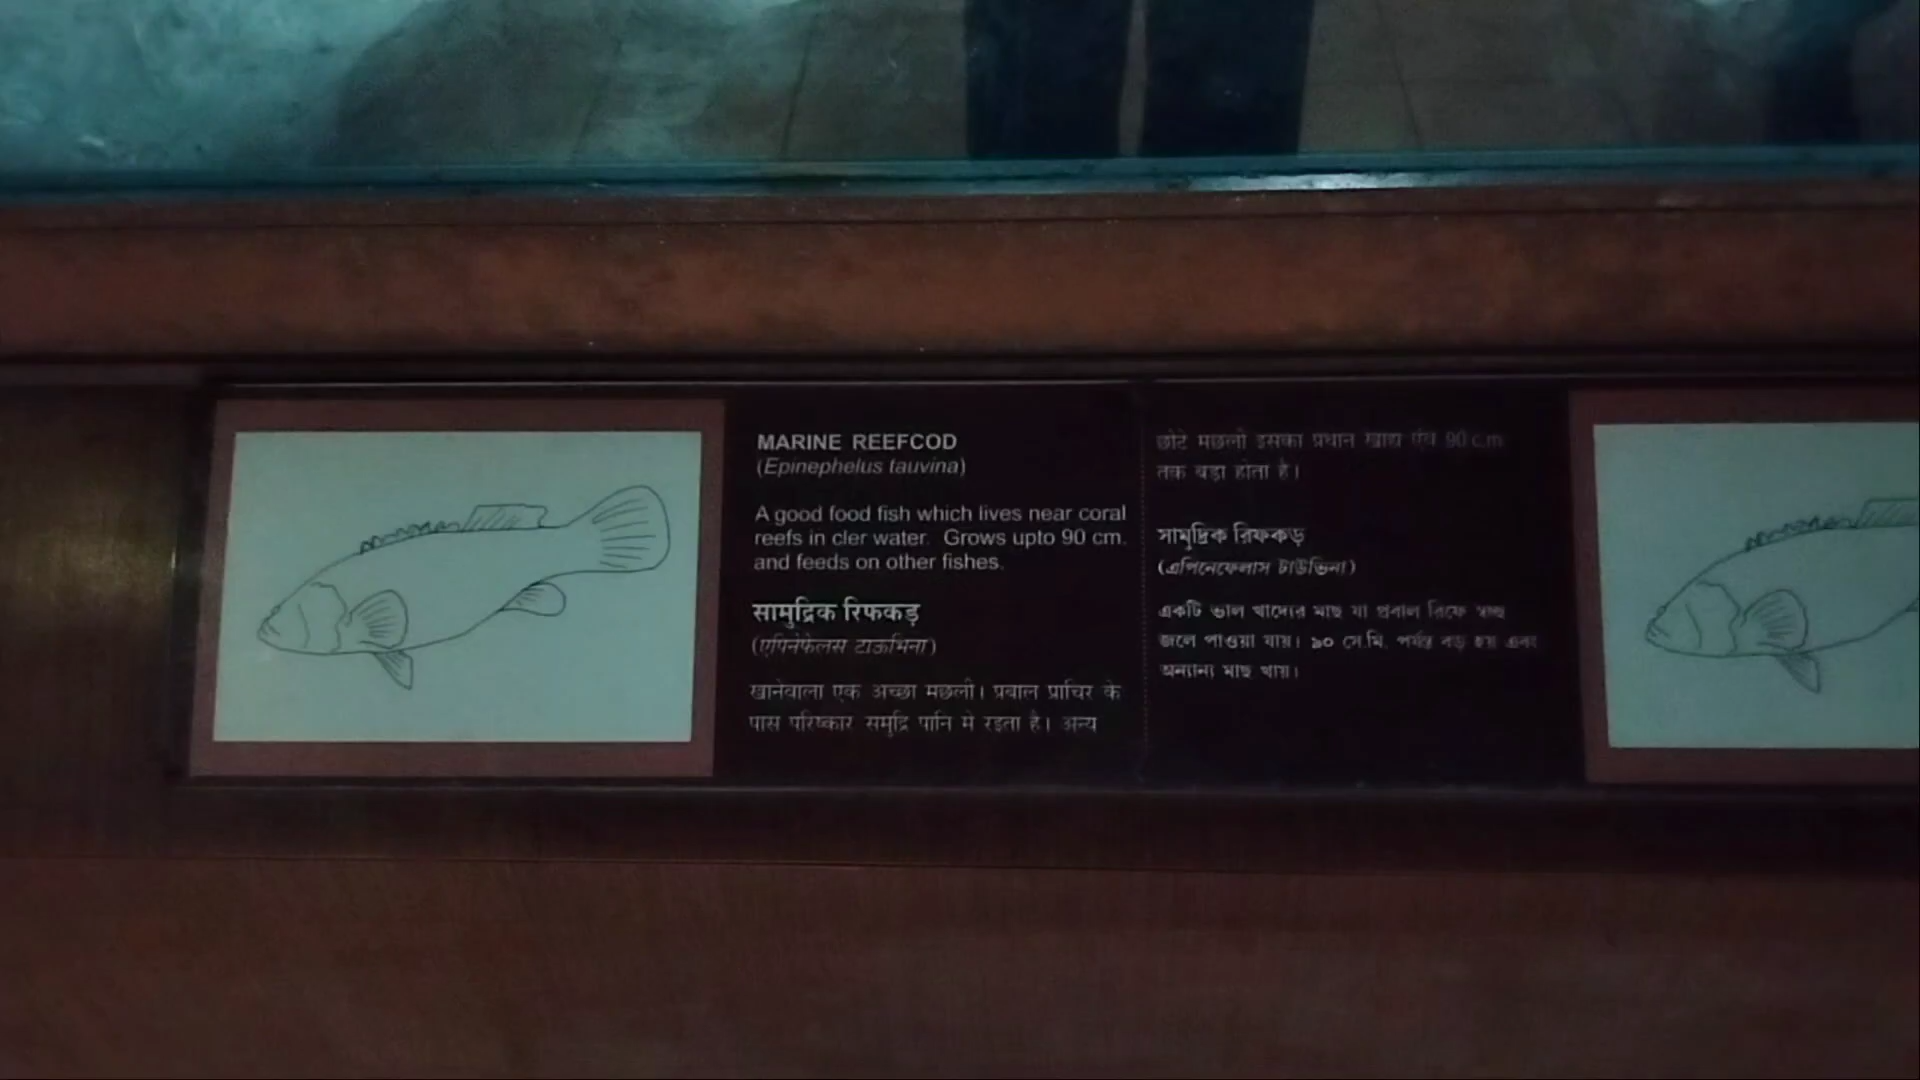 MARINE REEFCOD
(Epinephelus tauvina)
A good food fish which lives near coral
reefs in cler water. Grows upto 90 cm.
and feeds on other fishes.
सामुद्रिक रिफकड़
(एपिनेफेलस टाऊभिना)
खानेवाला एक अच्छा मछली। प्रबाल प्राचिर के
पास परिष्कार समुद्रि पानि मे रहता है। अन्य
छोटे मछली इसका प्रधान खाद्य एंव 90 c.m
तक बड़ा होता है।
সামুদ্রিক রিফকড়
(এপিনেফেলাস টাউভিনা)
একটি ভাল খাদ্যের মাছ যা প্রবাল রিফে স্বচ্ছ
জলে পাওয়া যায়। ৯০ সে.মি. পর্যন্ত বড় হয় এবং
অন্যান্য মাছ খায়।